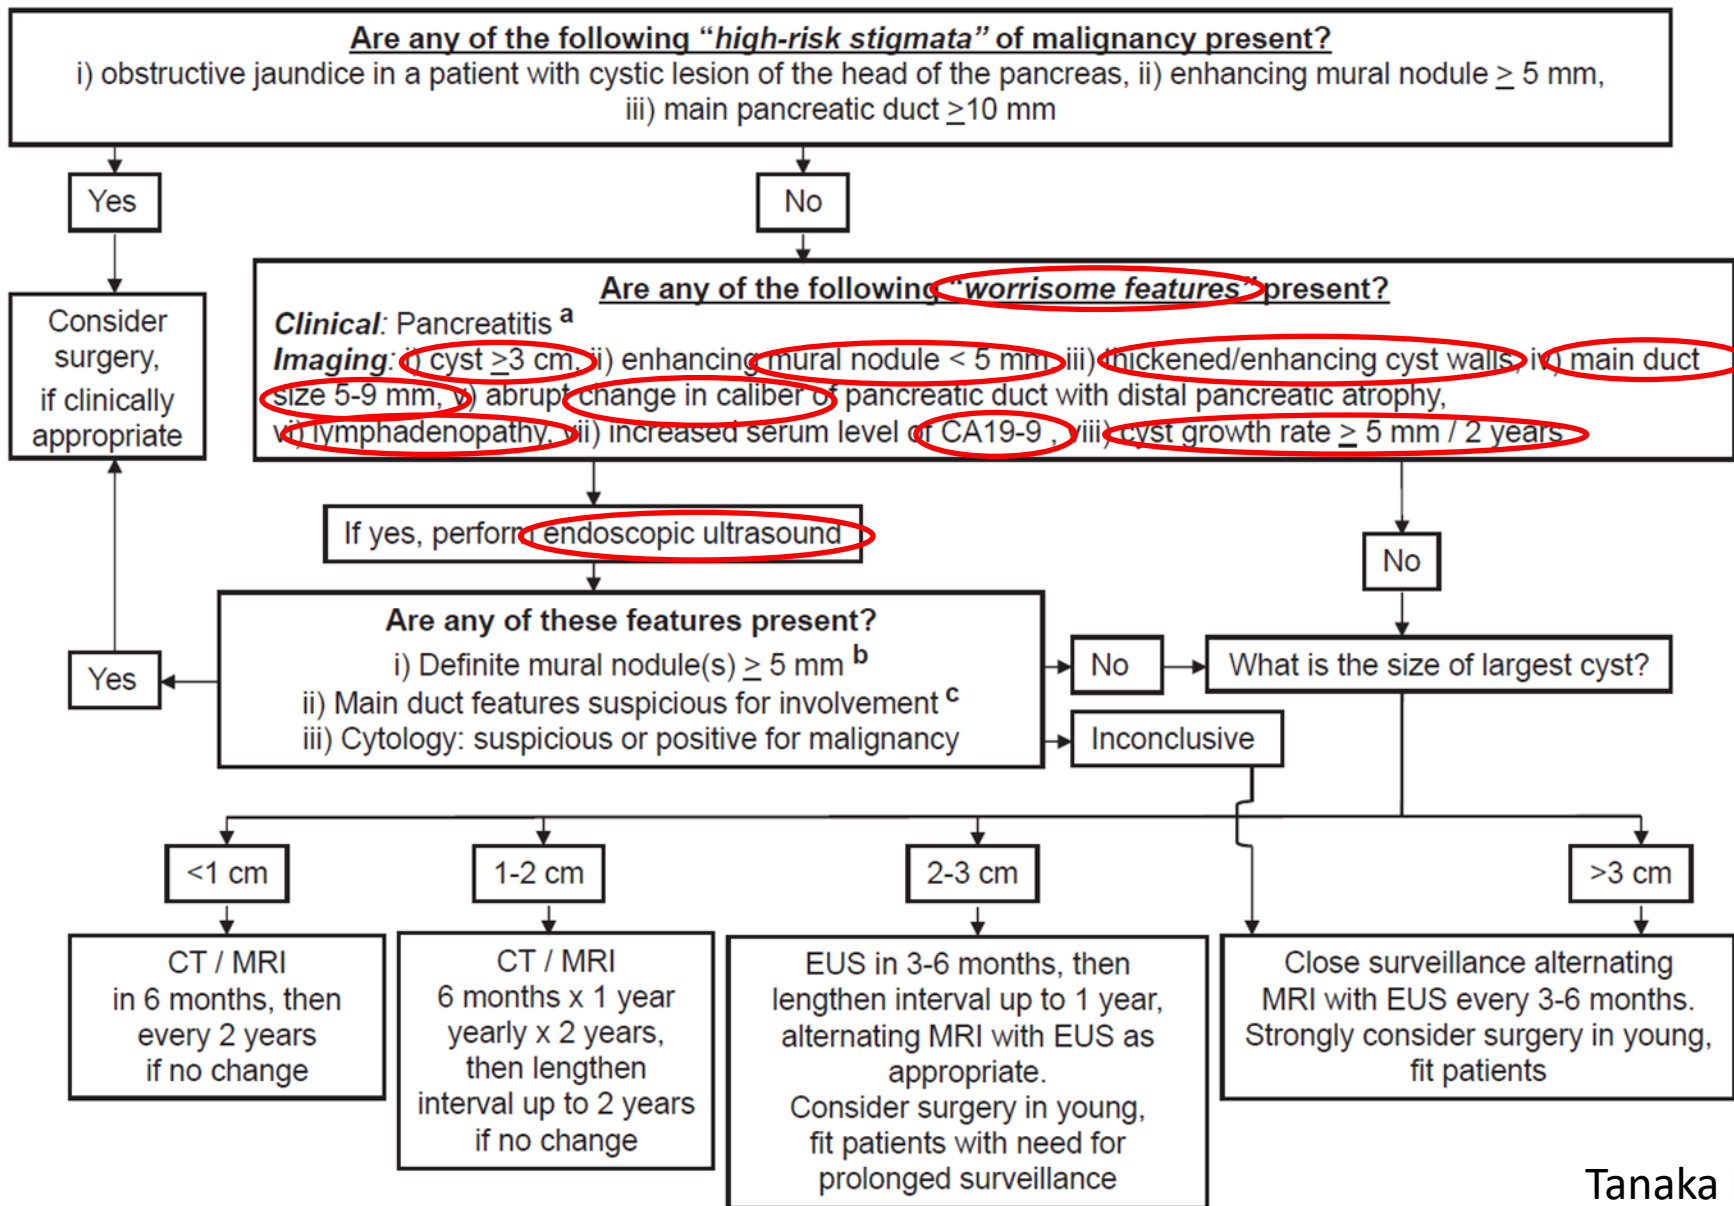 Are any of the following “high-risk stigmata” of malignancy present?
i) obstructive jaundice in a patient with cystic lesion of the head of the pancreas, ii) enhancing mural nodule ≥ 5 mm,
iii) main pancreatic duct ≥10 mm
Yes
No
Consider
surgery,
if clinically
appropriate
Are any of the following “worrisome features” present?
Clinical: Pancreatitis a
Imaging: i) cyst ≥3 cm, ii) enhancing mural nodule < 5 mm, iii) thickened/enhancing cyst walls, iv) main duct
size 5-9 mm, v) abrupt change in caliber of pancreatic duct with distal pancreatic atrophy,
vi) lymphadenopathy, vii) increased serum level of CA19-9 , viii) cyst growth rate ≥ 5 mm / 2 years
If yes, perform endoscopic ultrasound
No
Are any of these features present?
i) Definite mural nodule(s) ≥ 5 mm b
ii) Main duct features suspicious for involvement c
iii) Cytology: suspicious or positive for malignancy
Yes
No
What is the size of largest cyst?
Inconclusive
<1 cm
1-2 cm
2-3 cm
>3 cm
CT / MRI
in 6 months, then
every 2 years
if no change
CT / MRI
6 months x 1 year
yearly x 2 years,
then lengthen
interval up to 2 years
if no change
EUS in 3-6 months, then
lengthen interval up to 1 year,
alternating MRI with EUS as
appropriate.
Consider surgery in young,
fit patients with need for
prolonged surveillance
Close surveillance alternating
MRI with EUS every 3-6 months.
Strongly consider surgery in young,
fit patients
Tanaka